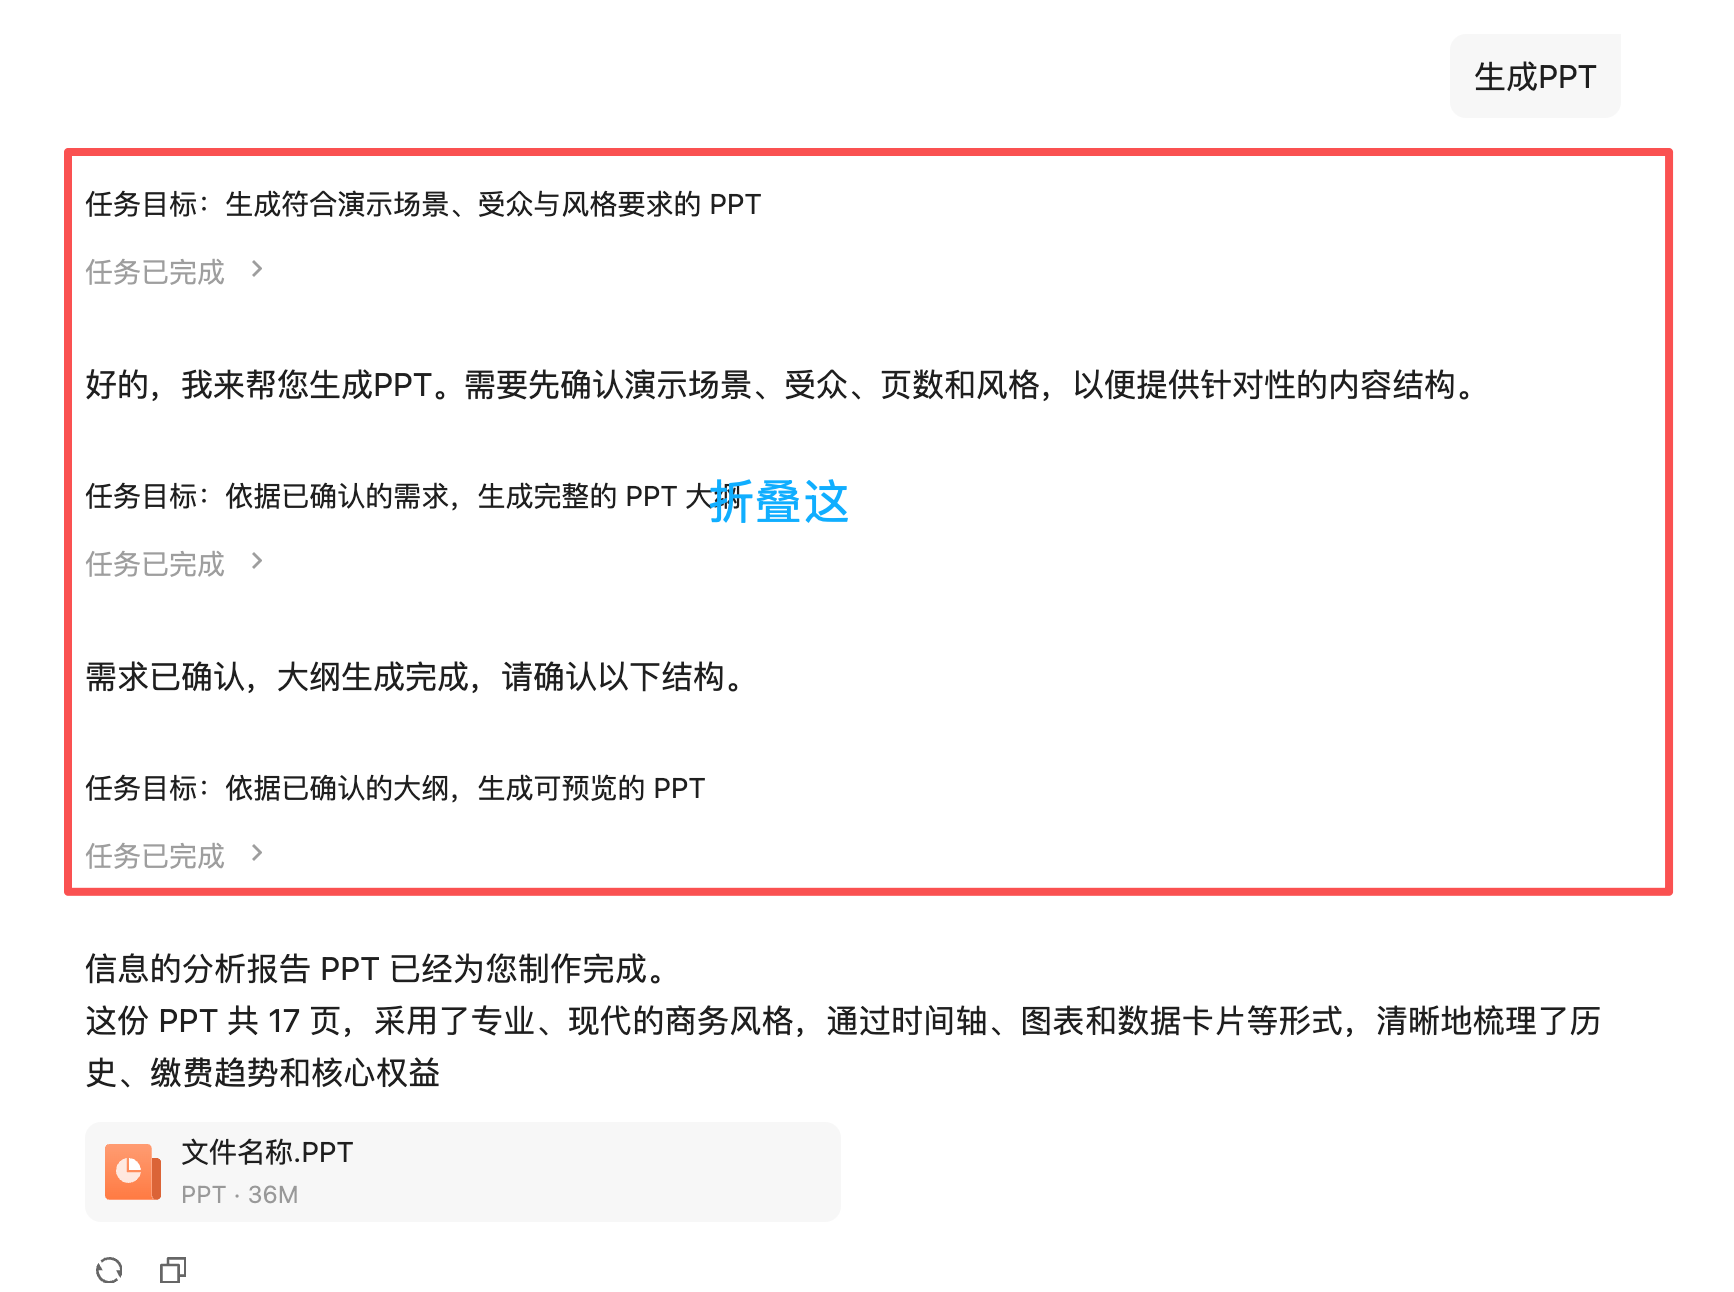 生成PPT
任务目标：生成符合演示场景、受众与风格要求的 PPT
任务已完成
好的，我来帮您生成PPT。需要先确认演示场景、受众、页数和风格，以便提供针对性的内容结构。
任务目标：依据已确认的需求，生成完整的 PPT 大纲
折叠这
任务已完成
需求已确认，大纲生成完成，请确认以下结构。
任务目标：依据已确认的大纲，生成可预览的 PPT
任务已完成
信息的分析报告 PPT 已经为您制作完成。
这份 PPT 共 17 页，采用了专业、现代的商务风格，通过时间轴、图表和数据卡片等形式，清晰地梳理了历
史、缴费趋势和核心权益
文件名称.PPT
PPT · 36M